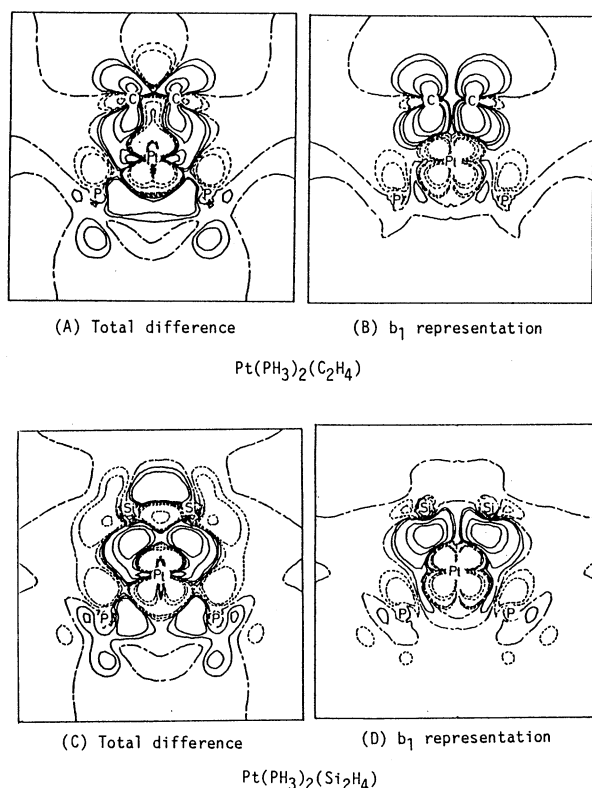 C C
Pt
P P
(A) Total difference
C C
Pt
P P
(B) b₁ representation
Pt(PH₃)₂(C₂H₄)
Si Si
Pt
P P
(C) Total difference
Si Si
Pt
P P
(D) b₁ representation
Pt(PH₃)₂(Si₂H₄)